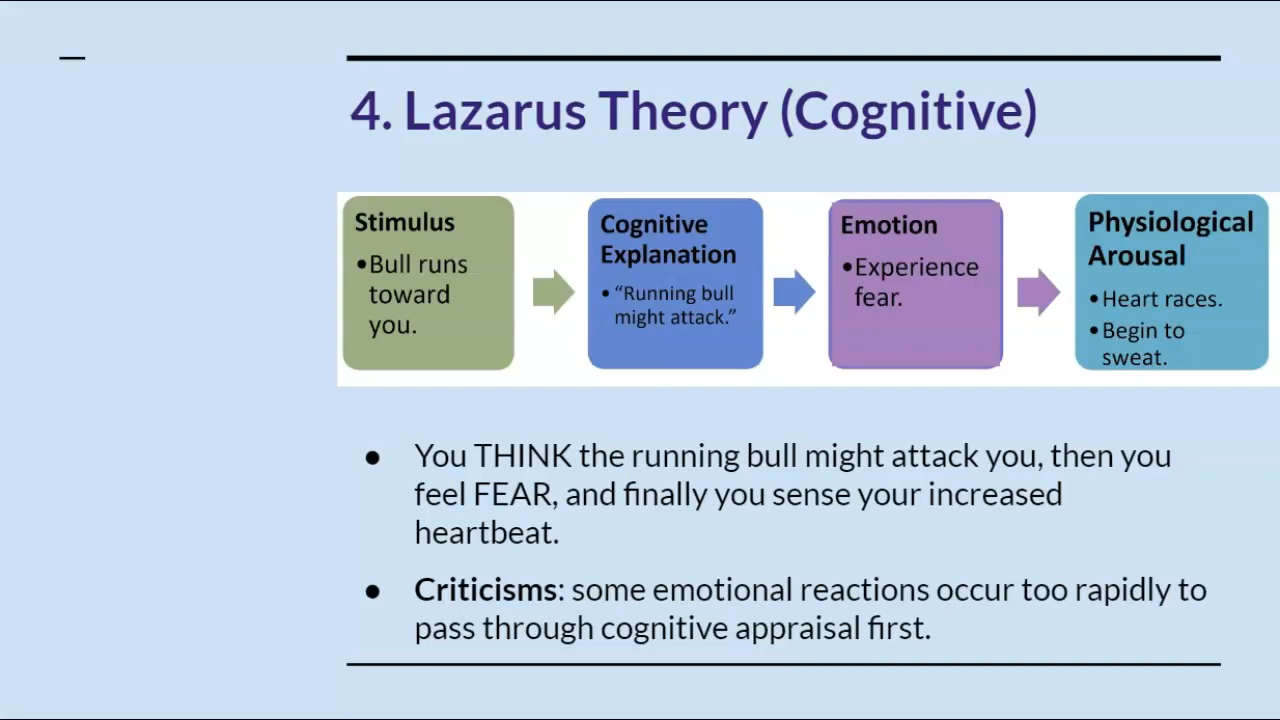 4. Lazarus Theory (Cognitive)
Stimulus
•Bull runs
toward
you.
Cognitive
Explanation
• “Running bull
might attack.”
Emotion
•Experience
fear.
Physiological
Arousal
•Heart races.
•Begin to
sweat.
● You THINK the running bull might attack you, then you
feel FEAR, and finally you sense your increased
heartbeat.
● Criticisms: some emotional reactions occur too rapidly to
pass through cognitive appraisal first.